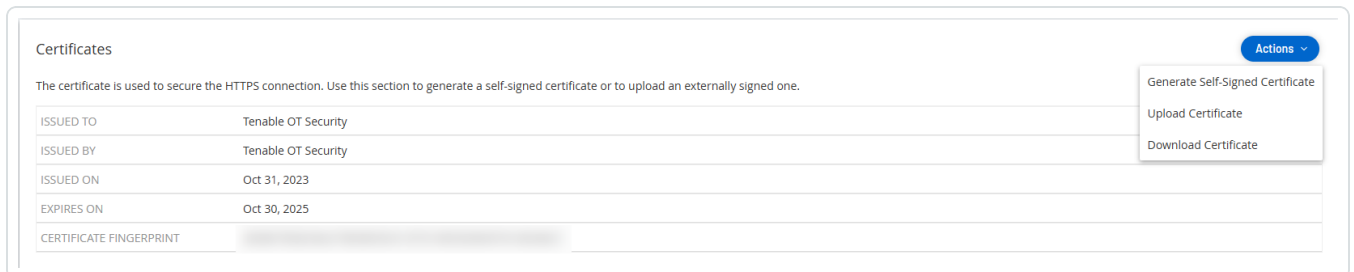 Certificates
Actions
The certificate is used to secure the HTTPS connection. Use this section to generate a self-signed certificate or to upload an externally signed one.
Generate Self-Signed Certificate
Upload Certificate
Download Certificate
ISSUED TO Tenable OT Security
ISSUED BY Tenable OT Security
ISSUED ON Oct 31, 2023
EXPIRES ON Oct 30, 2025
CERTIFICATE FINGERPRINT